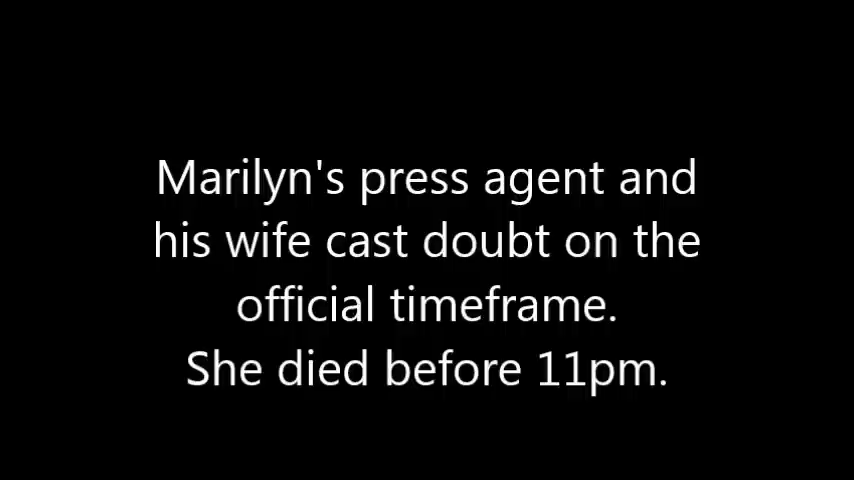 Marilyn's press agent and
his wife cast doubt on the
official timeframe.
She died before 11pm.